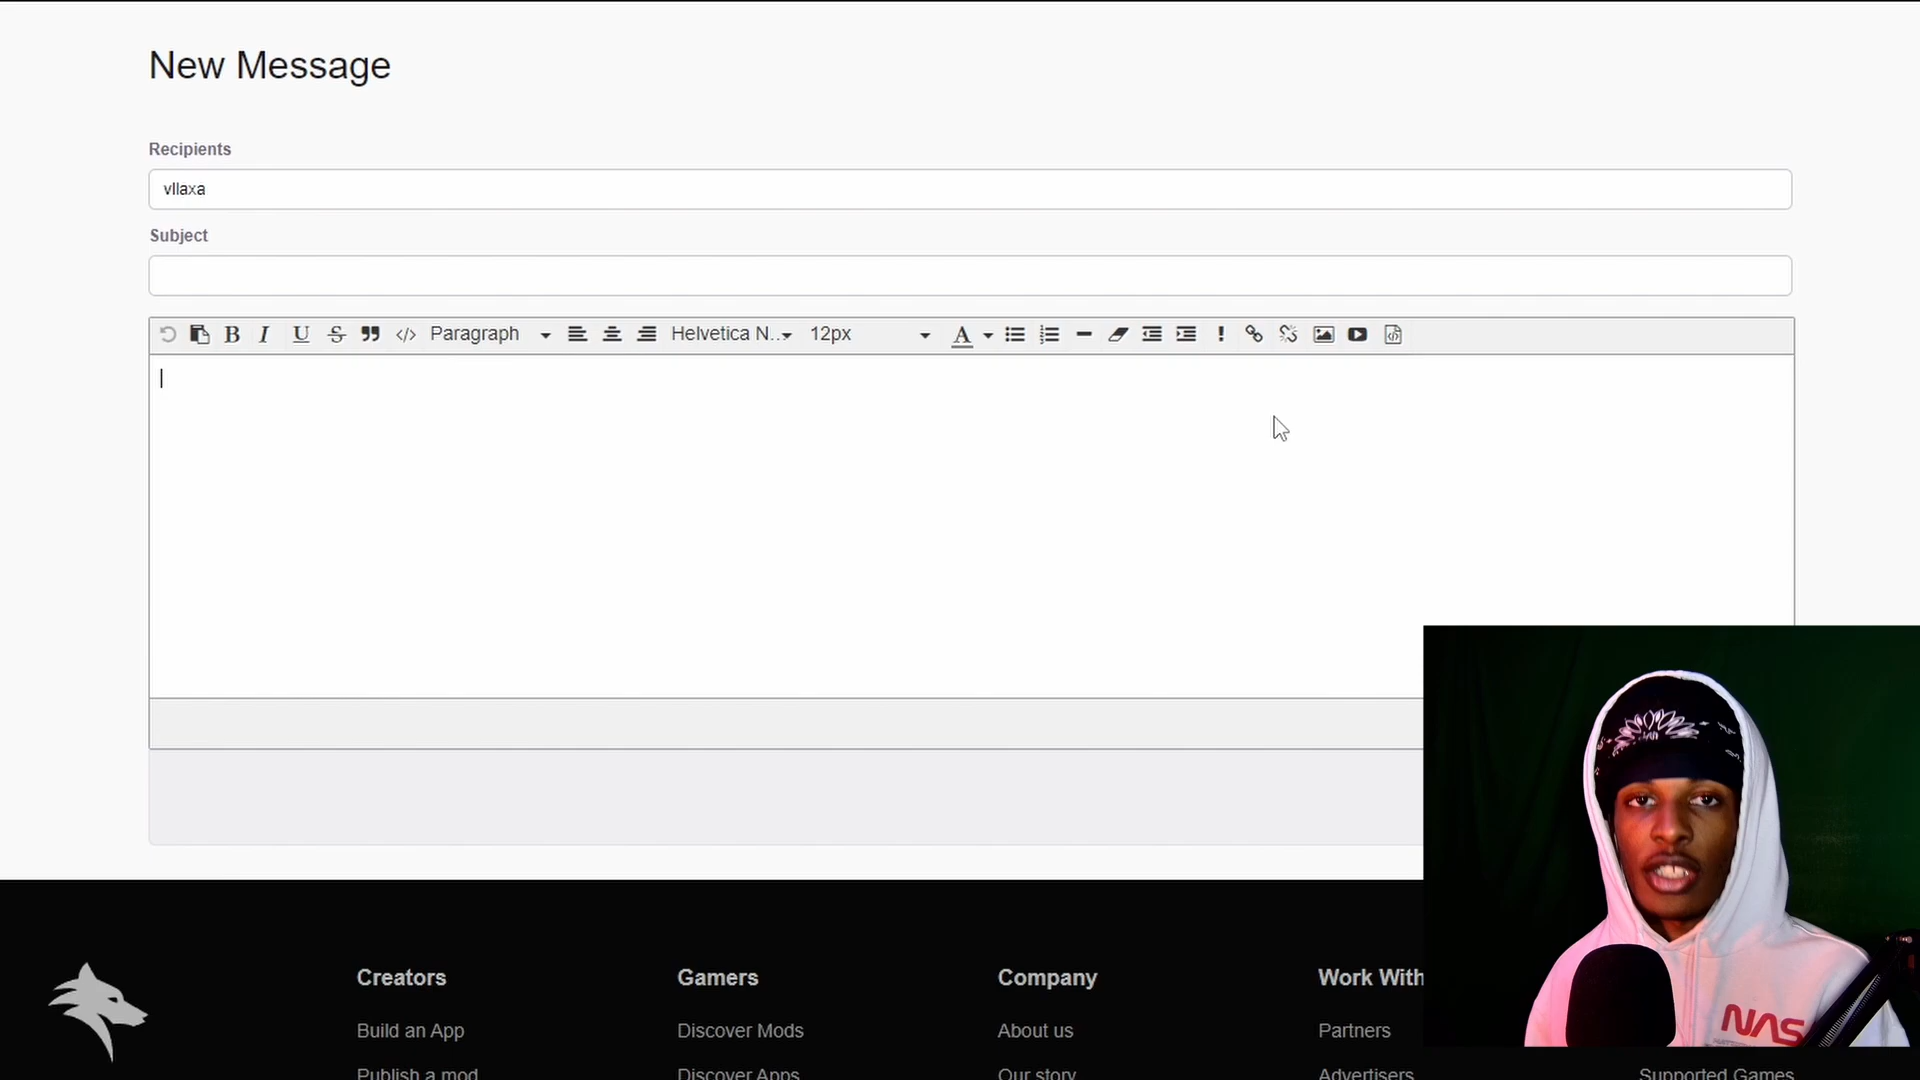 New Message
Recipients
vllaxa
Subject
Paragraph
Helvetica N...
12px
Creators
Gamers
Company
Work With
Build an App
Discover Mods
About us
Partners
Publish a mod
Discover Apps
Our story
Advertisers
Supported Games
NAS